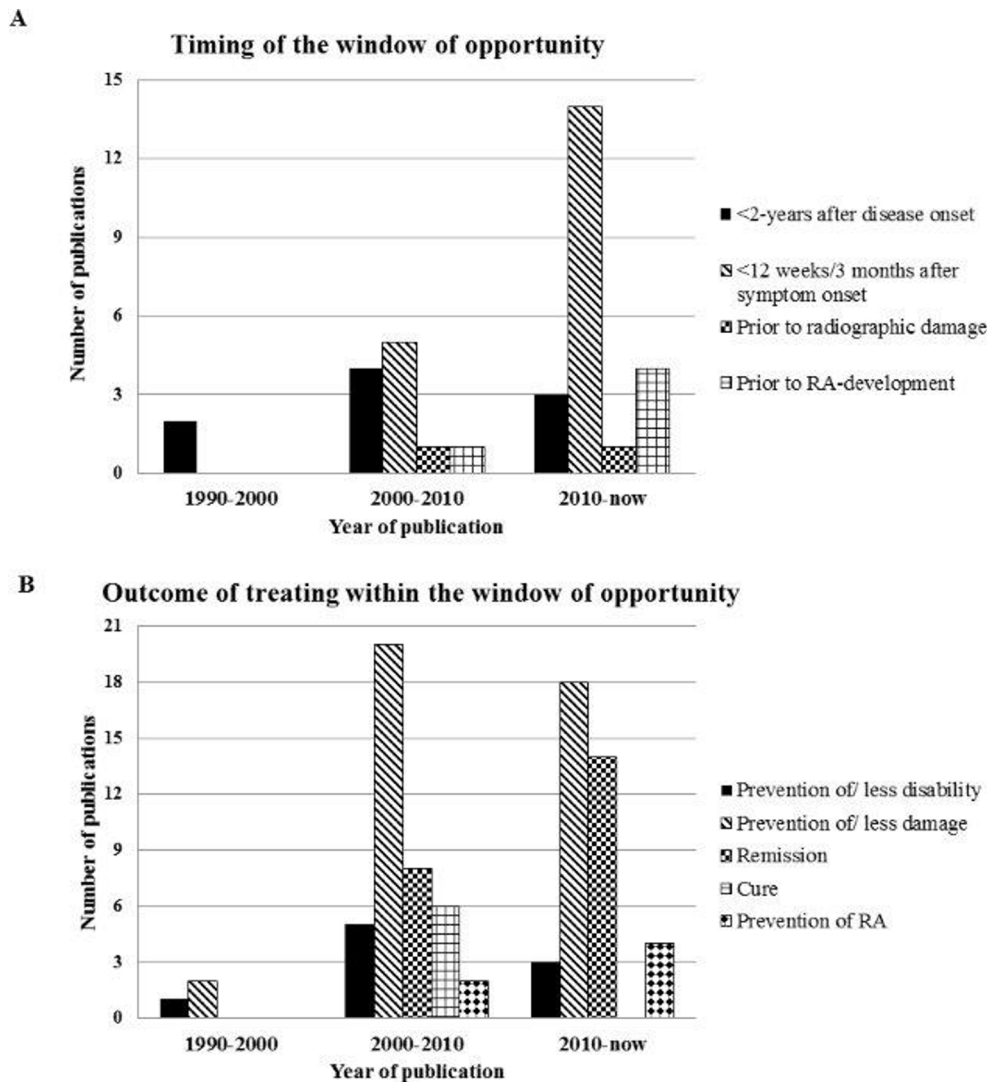 A
Timing of the window of opportunity
15
12
9
6
3
0
Number of publications
1990-2000 2000-2010 2010-now
Year of publication
<2-years after disease onset
<12 weeks/3 months after
symptom onset
Prior to radiographic damage
Prior to RA-development
B
Outcome of treating within the window of opportunity
21
18
15
12
9
6
3
0
Number of publications
1990-2000 2000-2010 2010-now
Year of publication
Prevention of/ less disability
Prevention of/ less damage
Remission
Cure
Prevention of RA